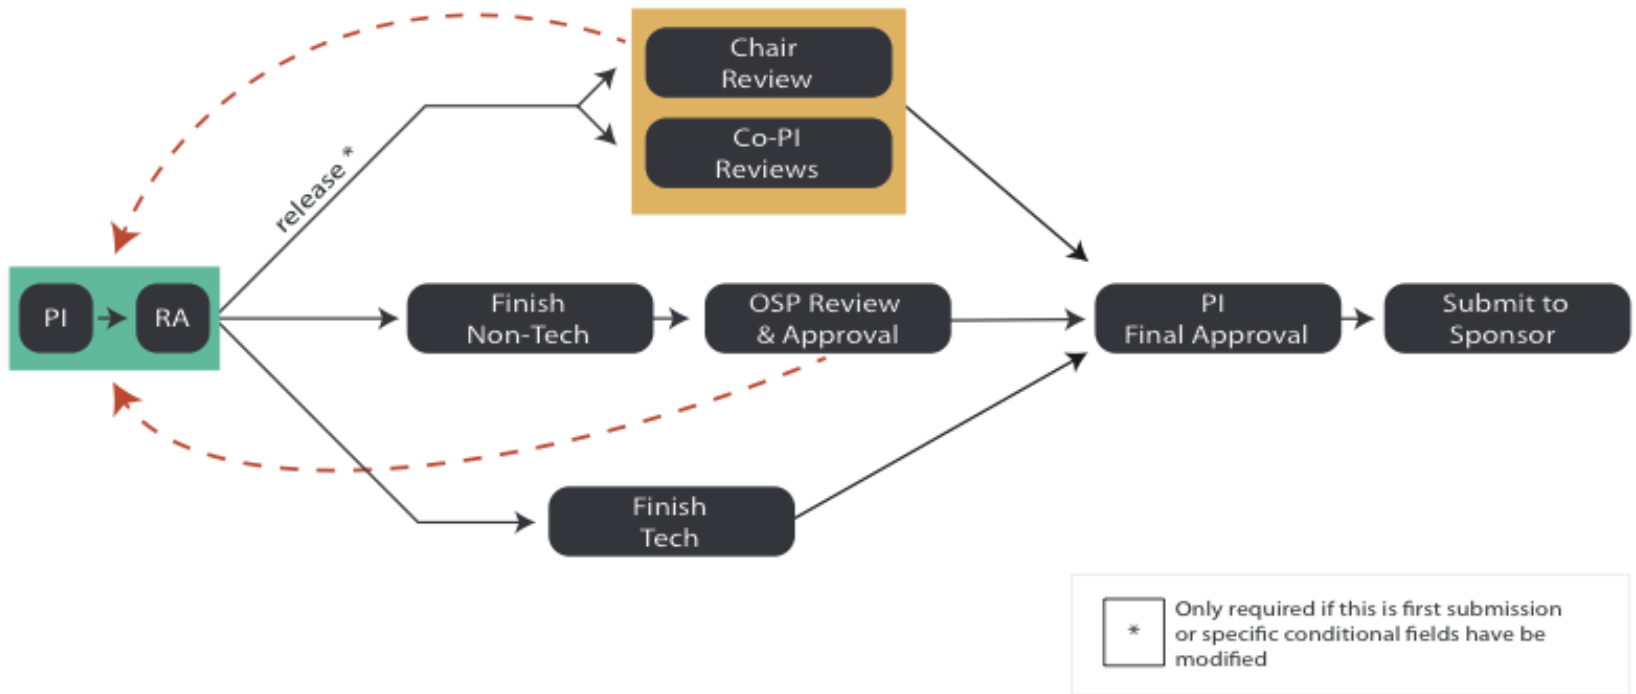 Chair
Review
Co-PI
Reviews
release *
PI
RA
Finish
Non-Tech
OSP Review
& Approval
PI
Final Approval
Submit to
Sponsor
Finish
Tech
*
Only required if this is first submission
or specific conditional fields have be
modified